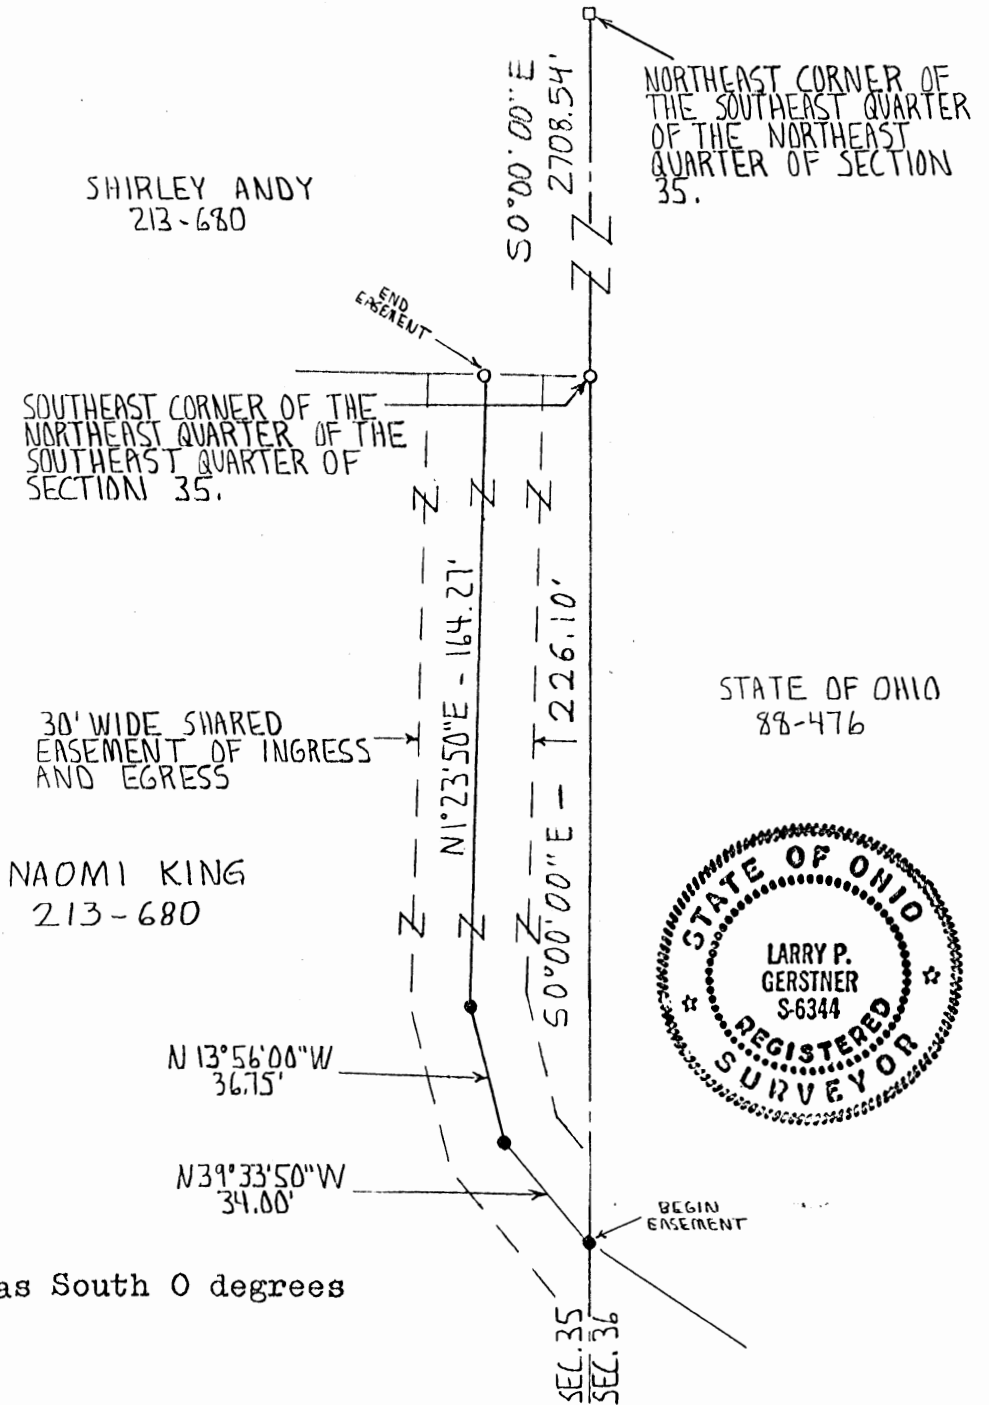 S0°00'00"E
2708.54'
NORTHEAST CORNER OF
THE SOUTHEAST QUARTER
OF THE NORTHEAST
QUARTER OF SECTION
35.
SHIRLEY ANDY
213-680
END
EASEMENT
SOUTHEAST CORNER OF THE
NORTHEAST QUARTER OF THE
SOUTHEAST QUARTER OF
SECTION 35.
N1°23'50"E - 164.27'
S0°00'00"E - 1226.10'
30' WIDE SHARED
EASEMENT OF INGRESS
AND EGRESS
STATE OF OHIO
88-476
NAOMI KING
213-680
STATE OF OHIO
LARRY P.
GERSTNER
S-6344
REGISTERED
SURVEYOR
N 13°56'00"W
36.75'
N39°33'50"W
34.00'
BEGIN
EASEMENT
as South 0 degrees
SEC. 35
SEC. 36